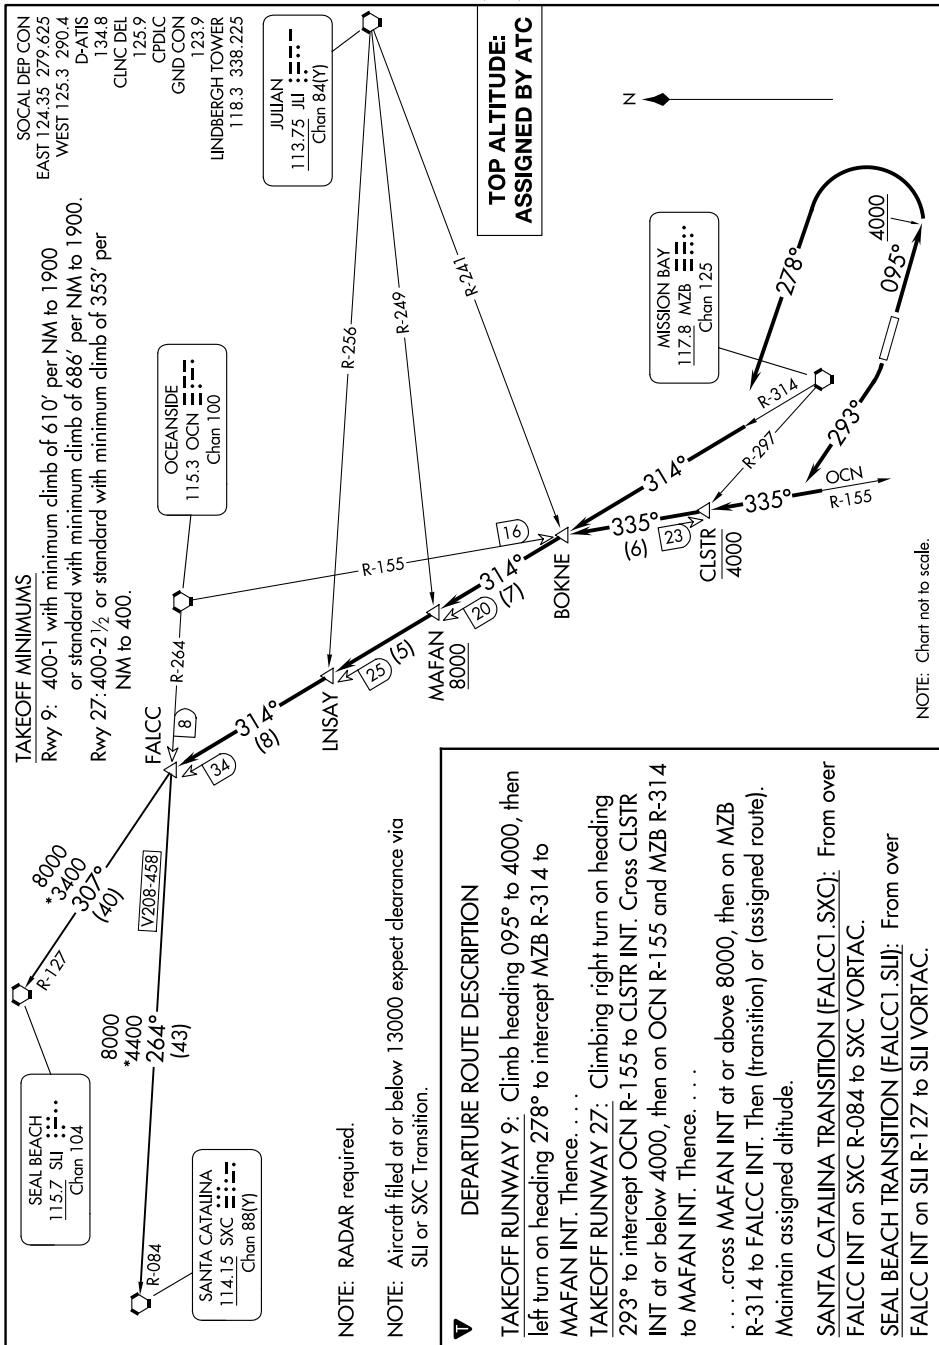 SOCAL DEP CON
EAST 124.35 279.625
WEST 125.3 290.4
D-ATIS
134.8
CLNC DEL
125.9
CPDLC
GND CON
123.9
LINDBERGH TOWER
118.3 338.225
TAKEOFF MINIMUMS
Rwy 9: 400-1 with minimum climb of 610' per NM to 1900
or standard with minimum climb of 686' per NM to 1900.
Rwy 27: 400-2½ or standard with minimum climb of 353' per
NM to 400.
TOP ALTITUDE:
ASSIGNED BY ATC
JULIAN
113.75 JLI
Chan 84(Y)
OCEANSIDE
115.3 OCN
Chan 100
MISSION BAY
117.8 MZB
Chan 125
SEAL BEACH
115.7 SLI
Chan 104
SANTA CATALINA
114.15 SXC
Chan 88(Y)
N
R-256
R-249
R-241
R-264
R-155
R-127
R-084
8000
*3400
307°
(40)
V208-458
8000
*4400
264°
(43)
FALCC
8
34
314°
(8)
LNSAY
25
(5)
MAFAN
8000
20
314°
(7)
16
BOKNE
335°
(6)
23
CLSTR
4000
335°
OCN
R-155
314°
R-314
R-297
293°
278°
095°
4000
NOTE: RADAR required.
NOTE: Aircraft filed at or below 13000 expect clearance via
SLI or SXC Transition.
NOTE: Chart not to scale.
T
DEPARTURE ROUTE DESCRIPTION
TAKEOFF RUNWAY 9: Climb heading 095° to 4000, then
left turn on heading 278° to intercept MZB R-314 to
MAFAN INT. Thence. . . .
TAKEOFF RUNWAY 27: Climbing right turn on heading
293° to intercept OCN R-155 to CLSTR INT. Cross CLSTR
INT at or below 4000, then on OCN R-155 and MZB R-314
to MAFAN INT. Thence. . . .
. . . .cross MAFAN INT at or above 8000, then on MZB
R-314 to FALCC INT. Then (transition) or (assigned route).
Maintain assigned altitude.
SANTA CATALINA TRANSITION (FALCC1.SXC): From over
FALCC INT on SXC R-084 to SXC VORTAC.
SEAL BEACH TRANSITION (FALCC1.SLI): From over
FALCC INT on SLI R-127 to SLI VORTAC.